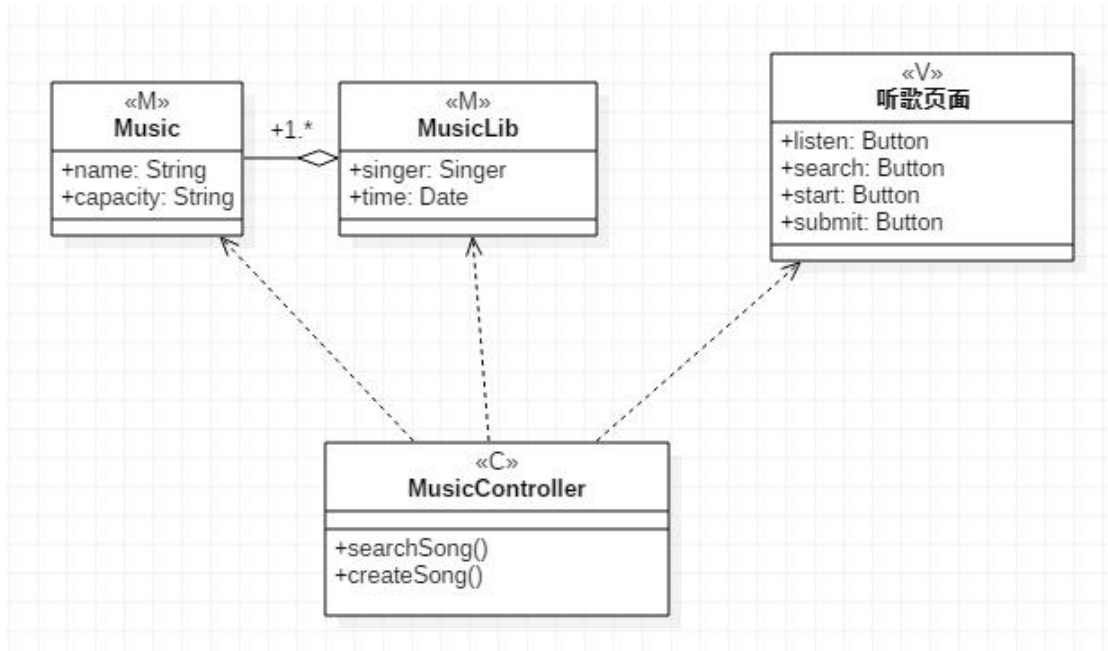 «M»
Music
+name: String
+capacity: String
+1.*
«M»
MusicLib
+singer: Singer
+time: Date
«V»
听歌页面
+listen: Button
+search: Button
+start: Button
+submit: Button
«C»
MusicController
+searchSong()
+createSong()